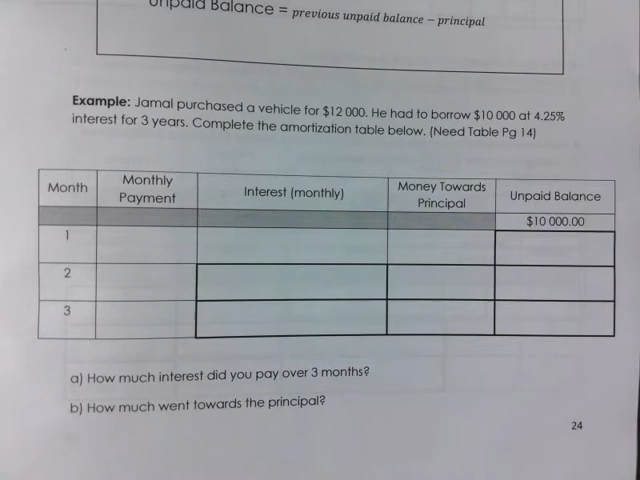 Unpaid Balance = previous unpaid balance – principal
Example: Jamal purchased a vehicle for $12 000. He had to borrow $10 000 at 4.25%
interest for 3 years. Complete the amortization table below. (Need Table Pg 14)
Month
Monthly
Payment
Interest (monthly)
Money Towards
Principal
Unpaid Balance
$10 000.00
1
2
3
a) How much interest did you pay over 3 months?
b) How much went towards the principal?
24